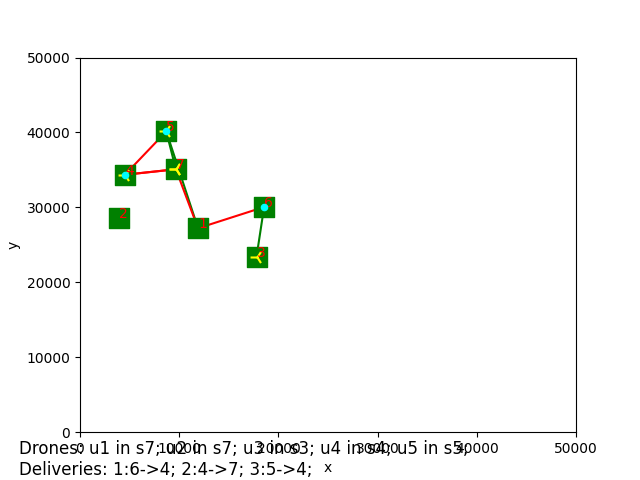 50000
40000
30000
20000
10000
0
y
0 10000 20000 30000 40000 50000
Drones: u1 in s7; u2 in s7; u3 in s3; u4 in s4; u5 in s5;
Deliveries: 1:6->4; 2:4->7; 3:5->4;
x